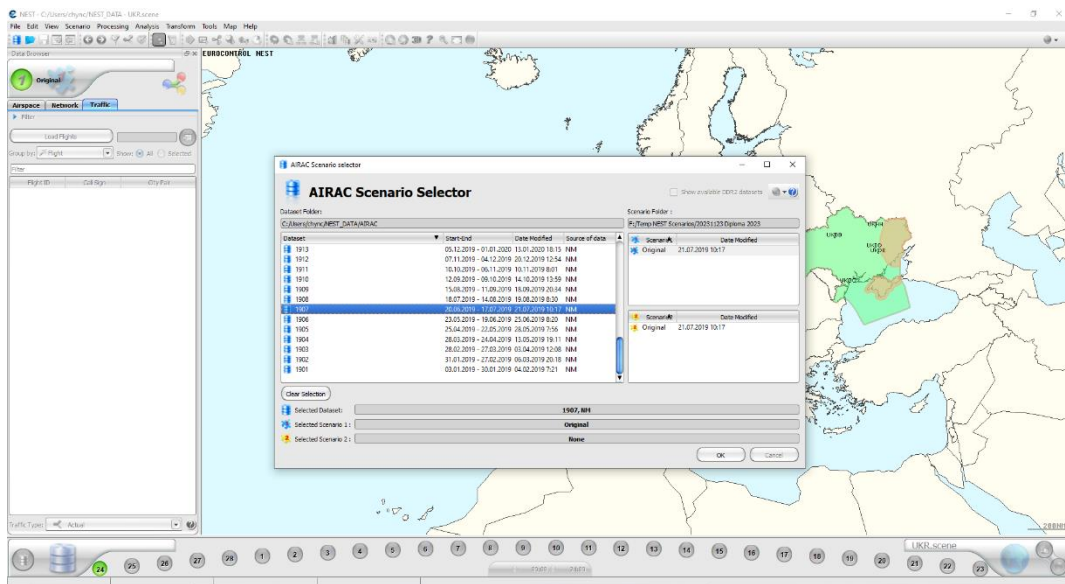 NEST - C:/Users/chync/NEST_DATA - UKR.scene
File Edit View Scenario Processing Analysis Transform Tools Map Help
Data Browser
EUROCONTROL NEST
1 Original
Airspace Network Traffic
Filter
Load Flights
Group by: Flight Show: All Selected
Filter
Flight ID Call Sign City Pair
AIRAC Scenario selector
AIRAC Scenario Selector
Show available DDR2 datasets
Dataset Folder: Scenario Folder :
C:/Users/chync/NEST_DATA/AIRAC F:/Temp NEST Scenarios/20231123 Diploma 2023
Dataset Start-End Date Modified Source of data
1913 05.12.2019 - 01.01.2020 13.01.2020 18:15 NM
1912 07.11.2019 - 04.12.2019 20.12.2019 12:54 NM
1911 10.10.2019 - 06.11.2019 10.11.2019 8:01 NM
1910 12.09.2019 - 09.10.2019 14.10.2019 13:59 NM
1909 15.08.2019 - 11.09.2019 18.09.2019 20:34 NM
1908 18.07.2019 - 14.08.2019 19.08.2019 8:30 NM
1907 20.06.2019 - 17.07.2019 21.07.2019 10:17 NM
1906 23.05.2019 - 19.06.2019 25.06.2019 8:20 NM
1905 25.04.2019 - 22.05.2019 28.05.2019 7:56 NM
1904 28.03.2019 - 24.04.2019 13.05.2019 19:11 NM
1903 28.02.2019 - 27.03.2019 03.04.2019 12:08 NM
1902 31.01.2019 - 27.02.2019 06.03.2019 20:18 NM
1901 03.01.2019 - 30.01.2019 04.02.2019 7:21 NM
Scenario Date Modified
Original 21.07.2019 10:17
Scenario Date Modified
Original 21.07.2019 10:17
Clear Selection
Selected Dataset: 1907, NM
Selected Scenario 1 : Original
Selected Scenario 2 : None
OK Cancel
200NM
Traffic Type: Actual
UKR.scene
24 25 26 27 28 1 2 3 4 5 6 7 8 9 10 11 12 13 14 15 16 17 18 19 20 21 22 23